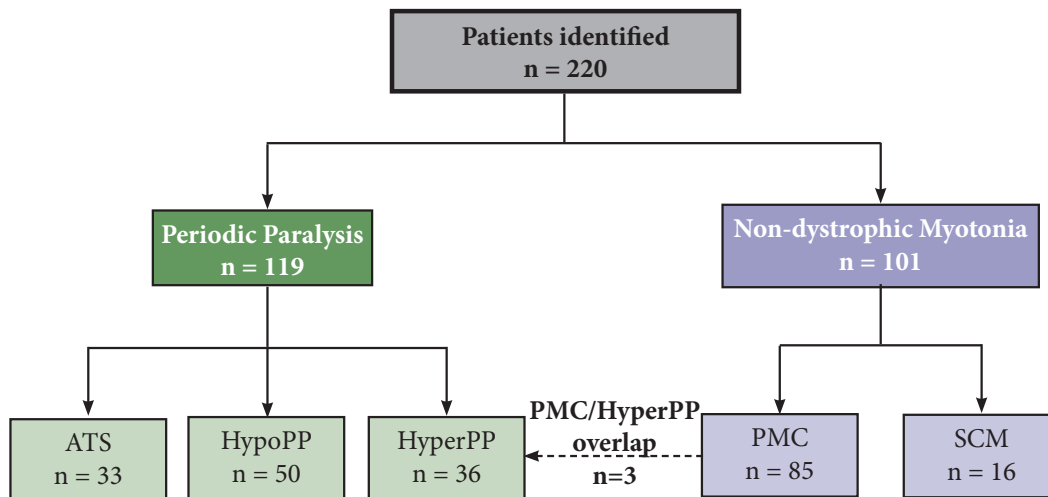 Patients identified
n = 220
Periodic Paralysis
n = 119
Non-dystrophic Myotonia
n = 101
ATS
n = 33
HypoPP
n = 50
HyperPP
n = 36
PMC/HyperPP
overlap
n=3
PMC
n = 85
SCM
n = 16